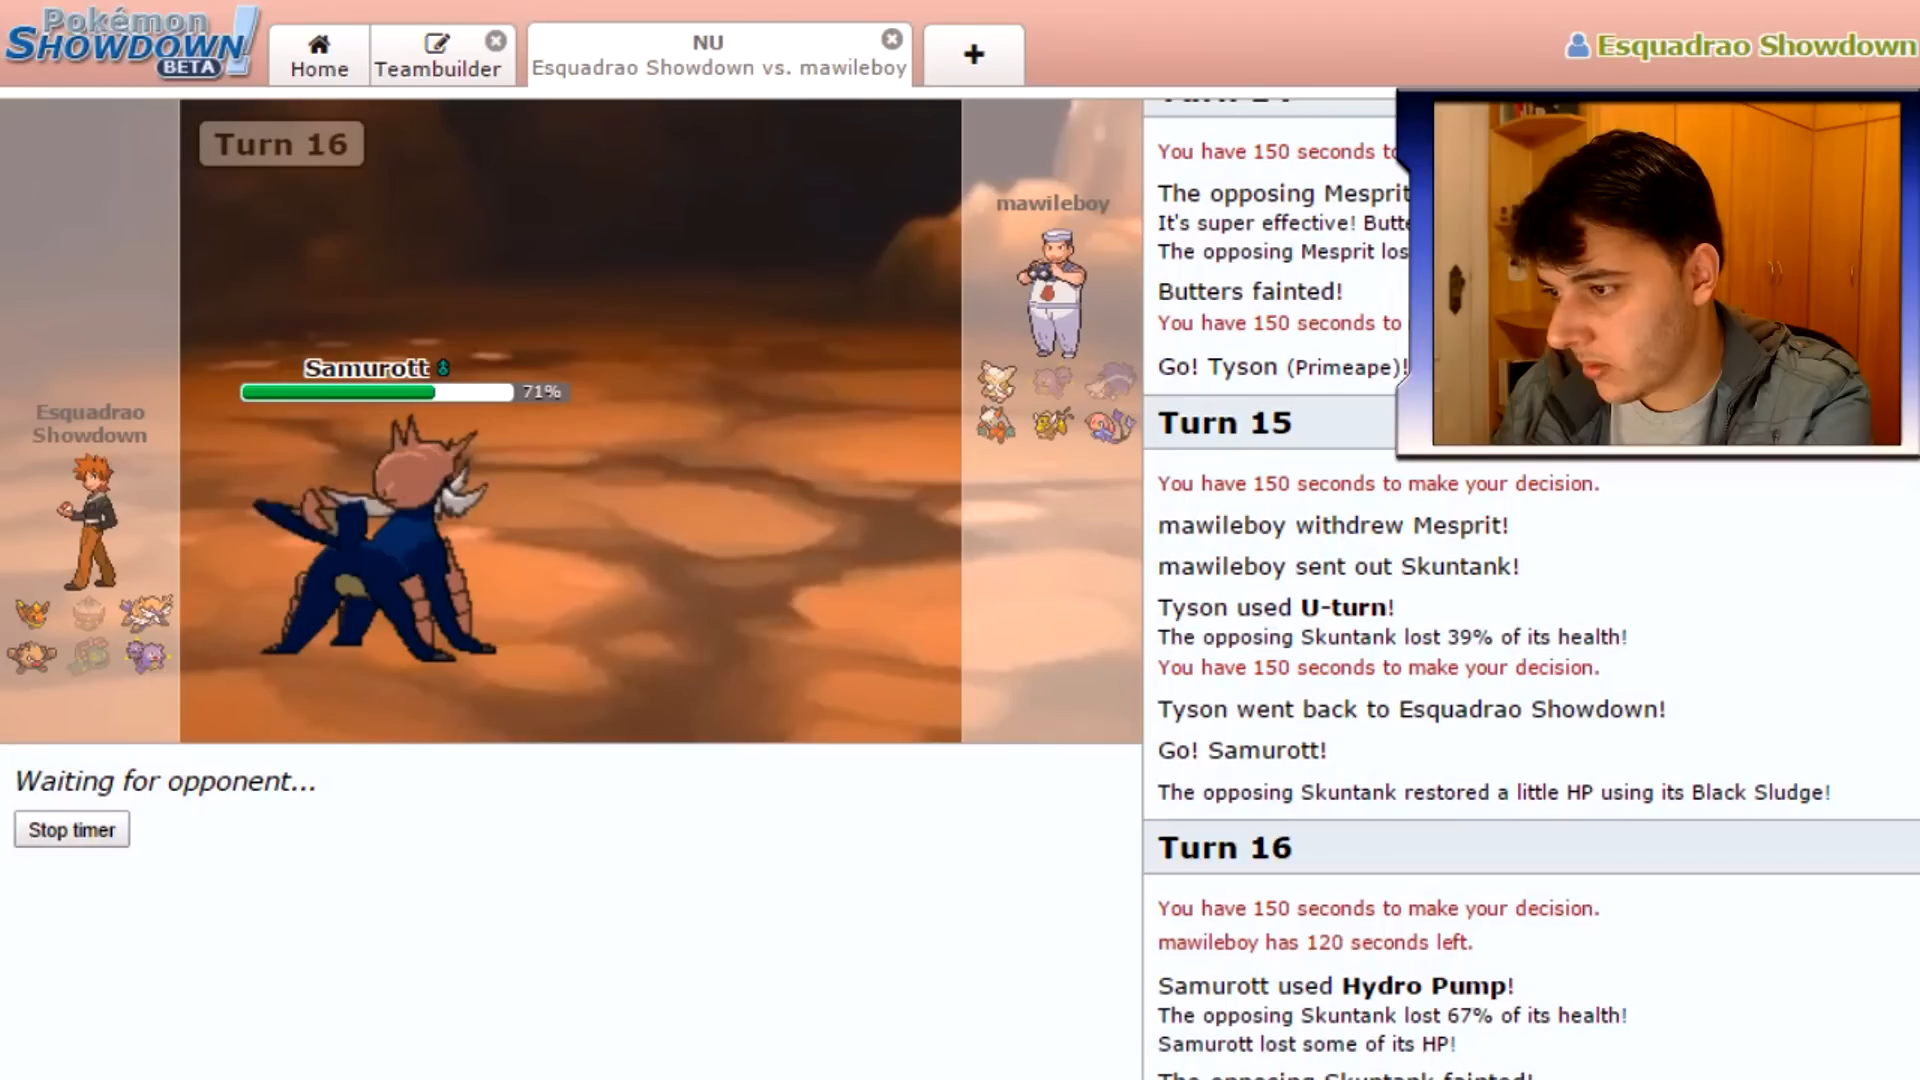 Pokémon
SHOWDOWN!
BETA
Home
Teambuilder
NU
Esquadrao Showdown vs. mawileboy
+
Esquadrao Showdown
Turn 16
Samurott
71%
Esquadrao
Showdown
mawileboy
Waiting for opponent...
Stop timer
You have 150 seconds to
The opposing Mesprit
It's super effective! Butte
The opposing Mesprit los
Butters fainted!
You have 150 seconds to
Go! Tyson (Primeape)!
Turn 15
You have 150 seconds to make your decision.
mawileboy withdrew Mesprit!
mawileboy sent out Skuntank!
Tyson used U-turn!
The opposing Skuntank lost 39% of its health!
You have 150 seconds to make your decision.
Tyson went back to Esquadrao Showdown!
Go! Samurott!
The opposing Skuntank restored a little HP using its Black Sludge!
Turn 16
You have 150 seconds to make your decision.
mawileboy has 120 seconds left.
Samurott used Hydro Pump!
The opposing Skuntank lost 67% of its health!
Samurott lost some of its HP!
The opposing Skuntank fainted!